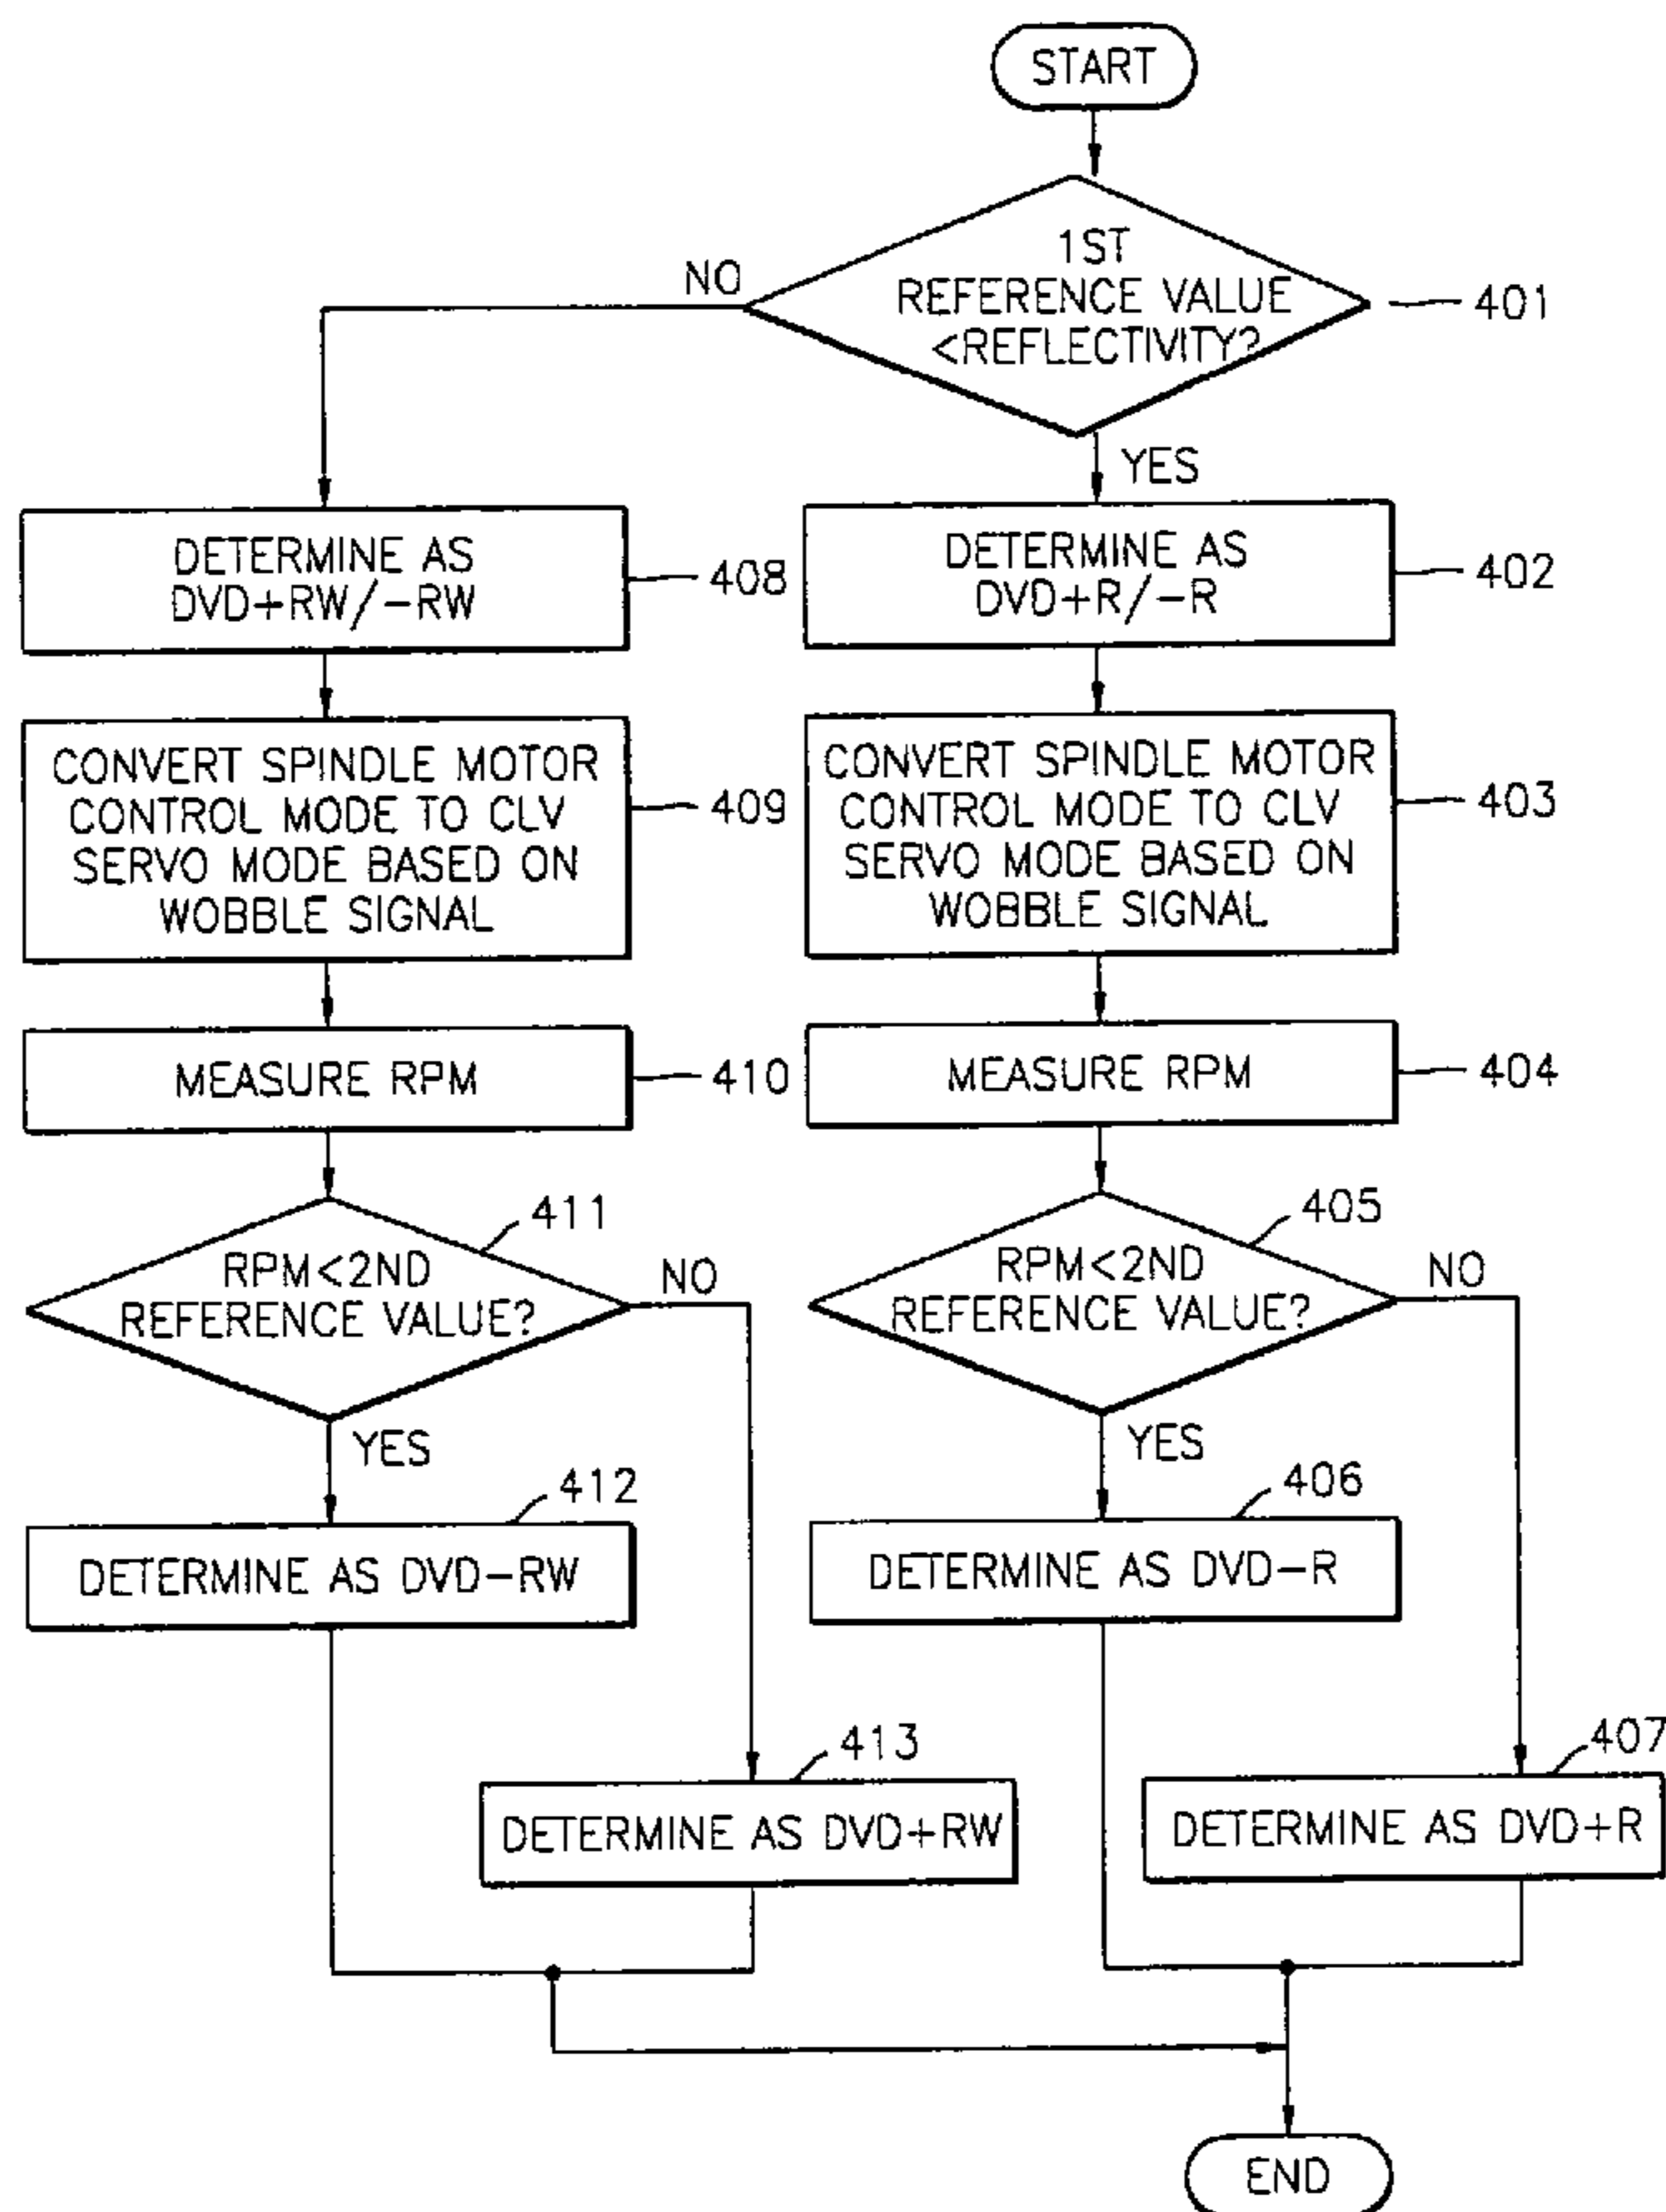 START
1ST
REFERENCE VALUE
<REFLECTIVITY?
401
NO
YES
DETERMINE AS
DVD+RW/-RW
408
DETERMINE AS
DVD+R/-R
402
CONVERT SPINDLE MOTOR
CONTROL MODE TO CLV
SERVO MODE BASED ON
WOBBLE SIGNAL
409
CONVERT SPINDLE MOTOR
CONTROL MODE TO CLV
SERVO MODE BASED ON
WOBBLE SIGNAL
403
MEASURE RPM
410
MEASURE RPM
404
411
RPM<2ND
REFERENCE VALUE?
NO
YES
405
RPM<2ND
REFERENCE VALUE?
NO
YES
412
DETERMINE AS DVD-RW
406
DETERMINE AS DVD-R
413
DETERMINE AS DVD+RW
407
DETERMINE AS DVD+R
END